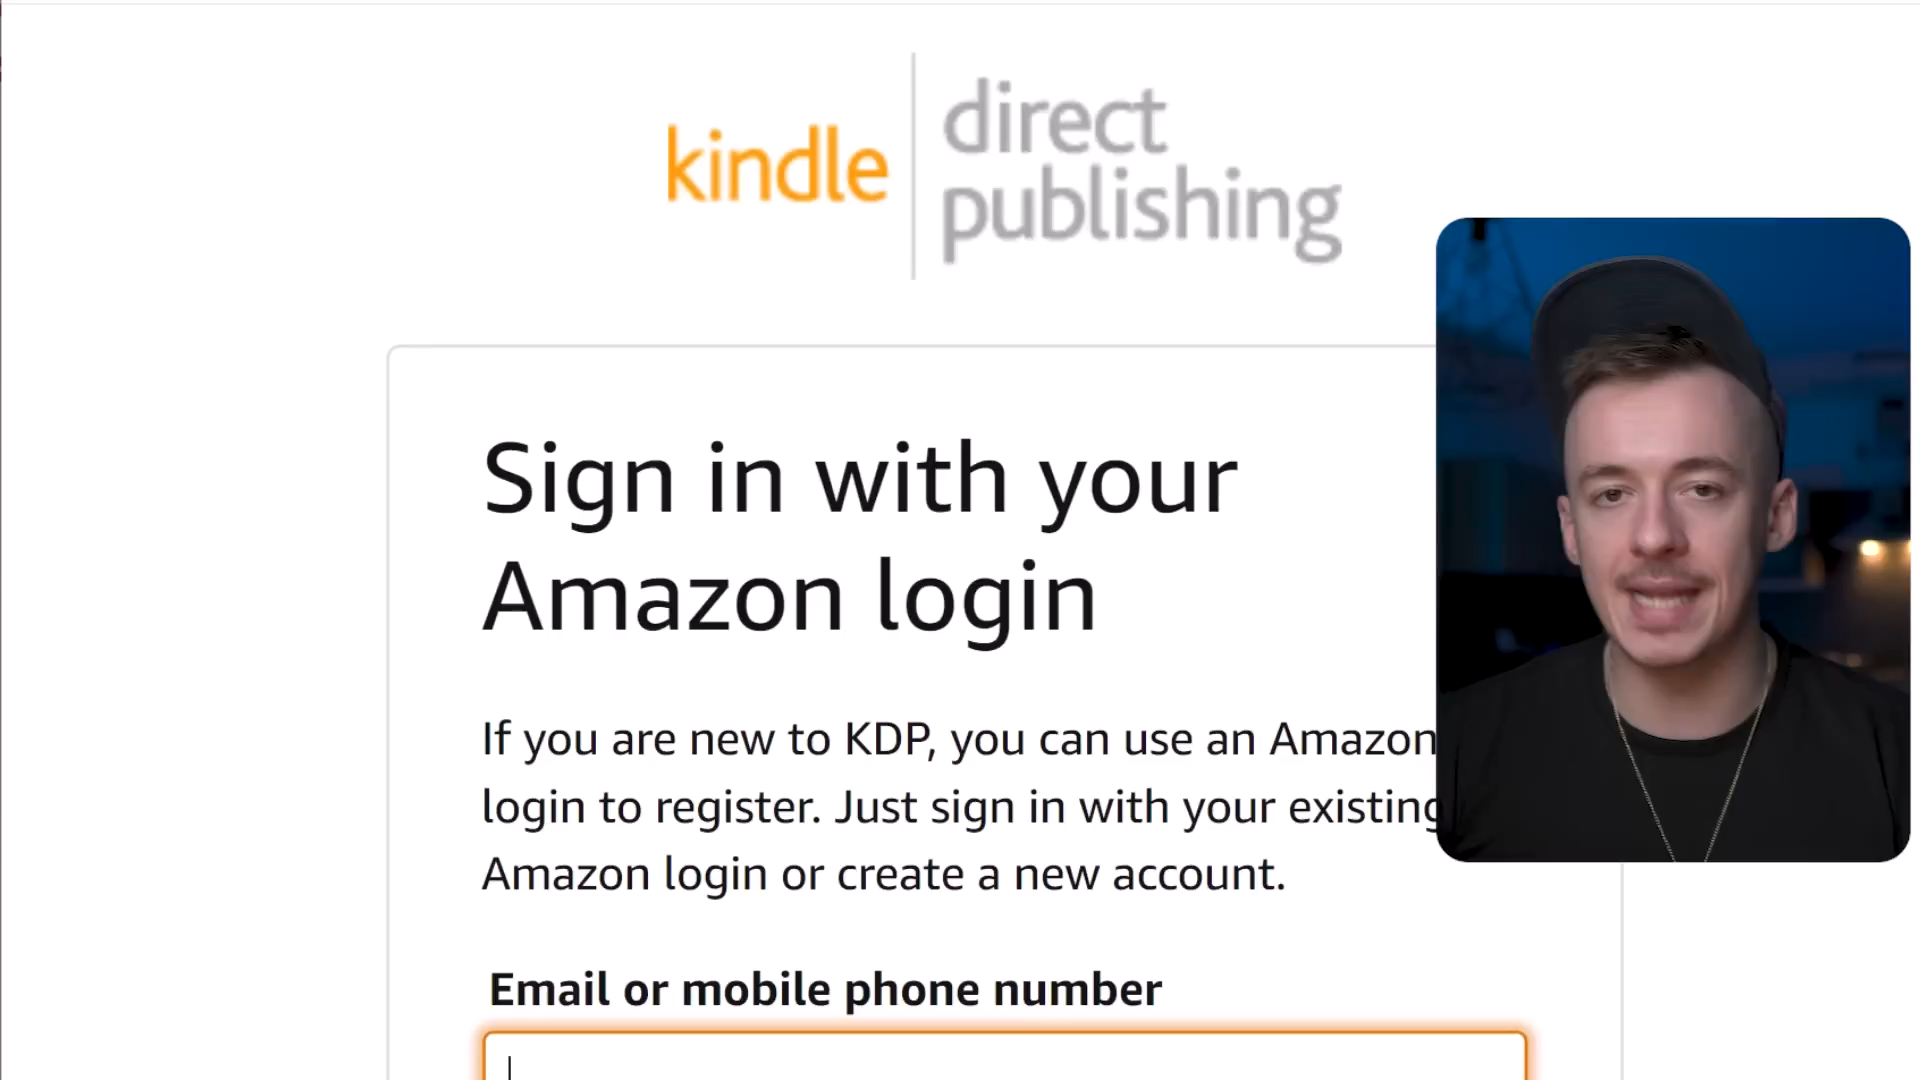 kindle
direct
publishing
Sign in with your
Amazon login
If you are new to KDP, you can use an Amazon
login to register. Just sign in with your existing
Amazon login or create a new account.
Email or mobile phone number